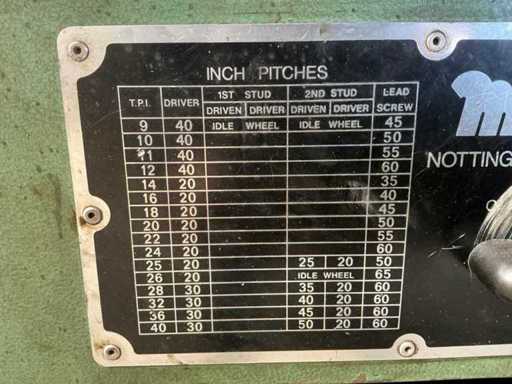 INCH PITCHES
T.P.I. DRIVER 1ST STUD 2ND STUD LEAD SCREW
DRIVEN DRIVER DRIVEN DRIVER
9 40 IDLE WHEEL IDLE WHEEL 45
10 40 50
11 40 55
12 40 60
14 20 35
16 20 40
18 20 45
20 20 50
22 20 55
24 20 60
25 20 25 20 50
26 20 IDLE WHEEL 65
28 30 35 20 60
32 30 40 20 60
36 30 45 20 60
40 30 50 20 60
NOTTING